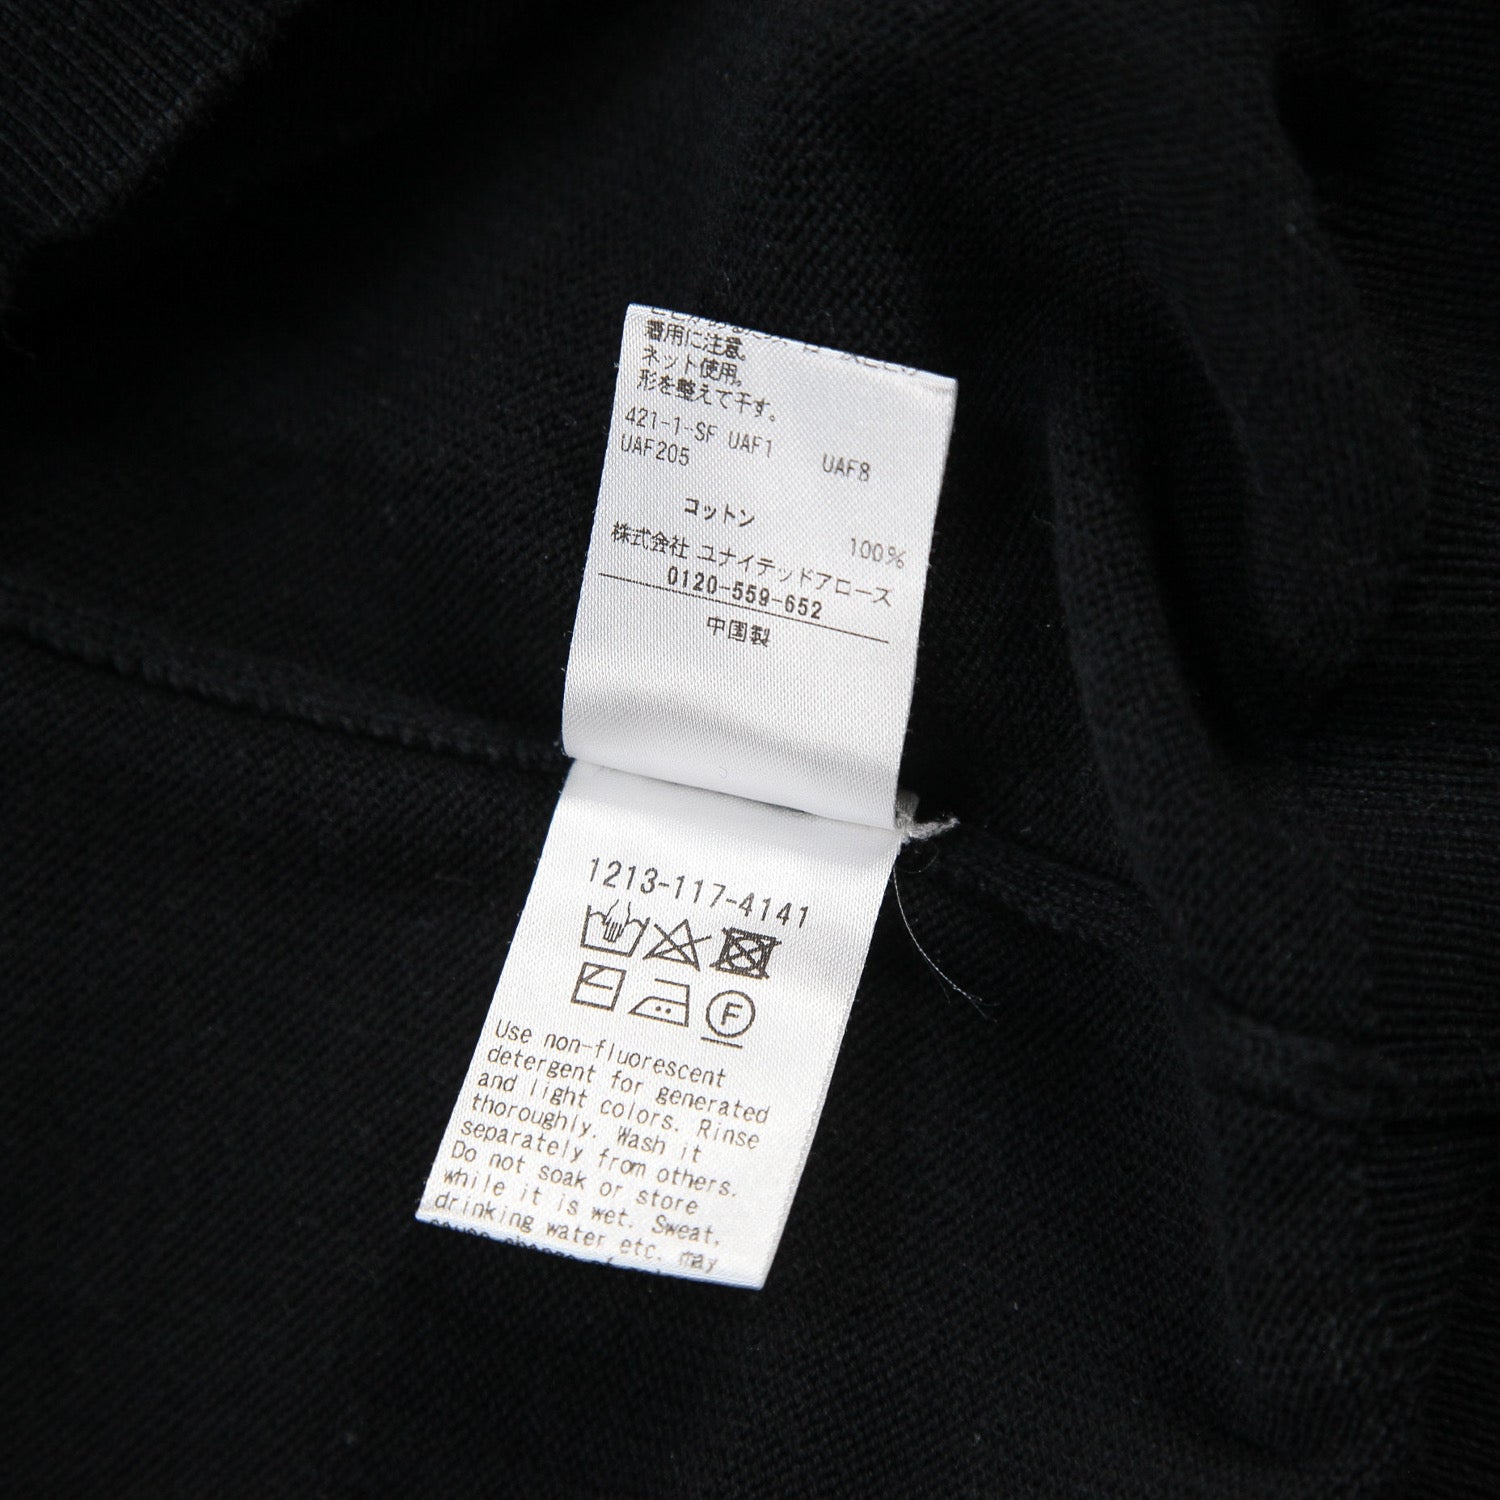 着用に注意。
ネット使用。
形を整えて干す。
421-1-SF UAF1 UAF8
UAF205
コットン 100%
株式会社 ユナイテッドアローズ
0120-559-652
中国製
1213-117-4141
F
Use non-fluorescent
detergent for generated
and light colors. Rinse
thoroughly. Wash it
separately from others.
Do not soak or store
while it is wet. Sweat,
drinking water etc. may